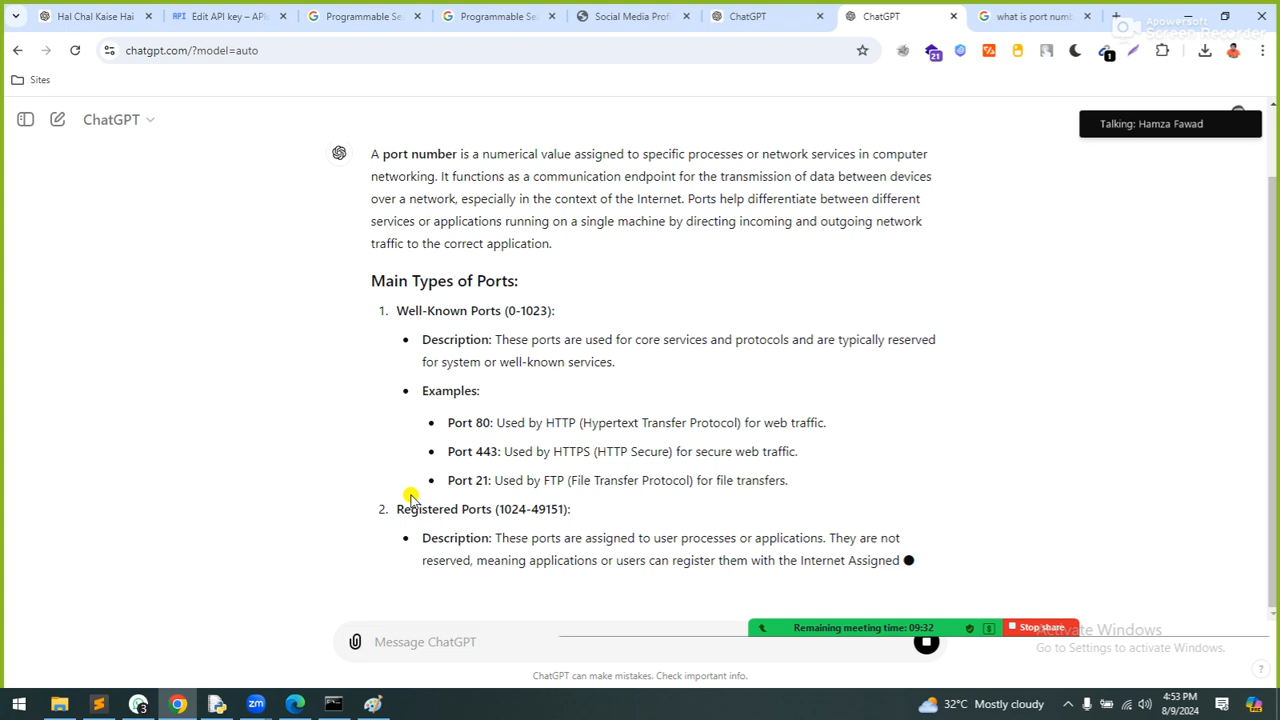 Hal Chal Kaise Hai
Edit API key – APIs
Programmable Se
Programmable Sea
Social Media Profi
ChatGPT
ChatGPT
what is port numb
Apowersoft
Screen Recorder
chatgpt.com/?model=auto
21
1
Sites
ChatGPT
Talking: Hamza Fawad
A port number is a numerical value assigned to specific processes or network services in computer
networking. It functions as a communication endpoint for the transmission of data between devices
over a network, especially in the context of the Internet. Ports help differentiate between different
services or applications running on a single machine by directing incoming and outgoing network
traffic to the correct application.
Main Types of Ports:
1. Well-Known Ports (0-1023):
• Description: These ports are used for core services and protocols and are typically reserved
for system or well-known services.
• Examples:
• Port 80: Used by HTTP (Hypertext Transfer Protocol) for web traffic.
• Port 443: Used by HTTPS (HTTP Secure) for secure web traffic.
• Port 21: Used by FTP (File Transfer Protocol) for file transfers.
2. Registered Ports (1024-49151):
• Description: These ports are assigned to user processes or applications. They are not
reserved, meaning applications or users can register them with the Internet Assigned
Remaining meeting time: 09:32
Stop share
Message ChatGPT
Activate Windows
Go to Settings to activate Windows.
ChatGPT can make mistakes. Check important info.
?
3
zm
32°C Mostly cloudy
4:53 PM
8/9/2024